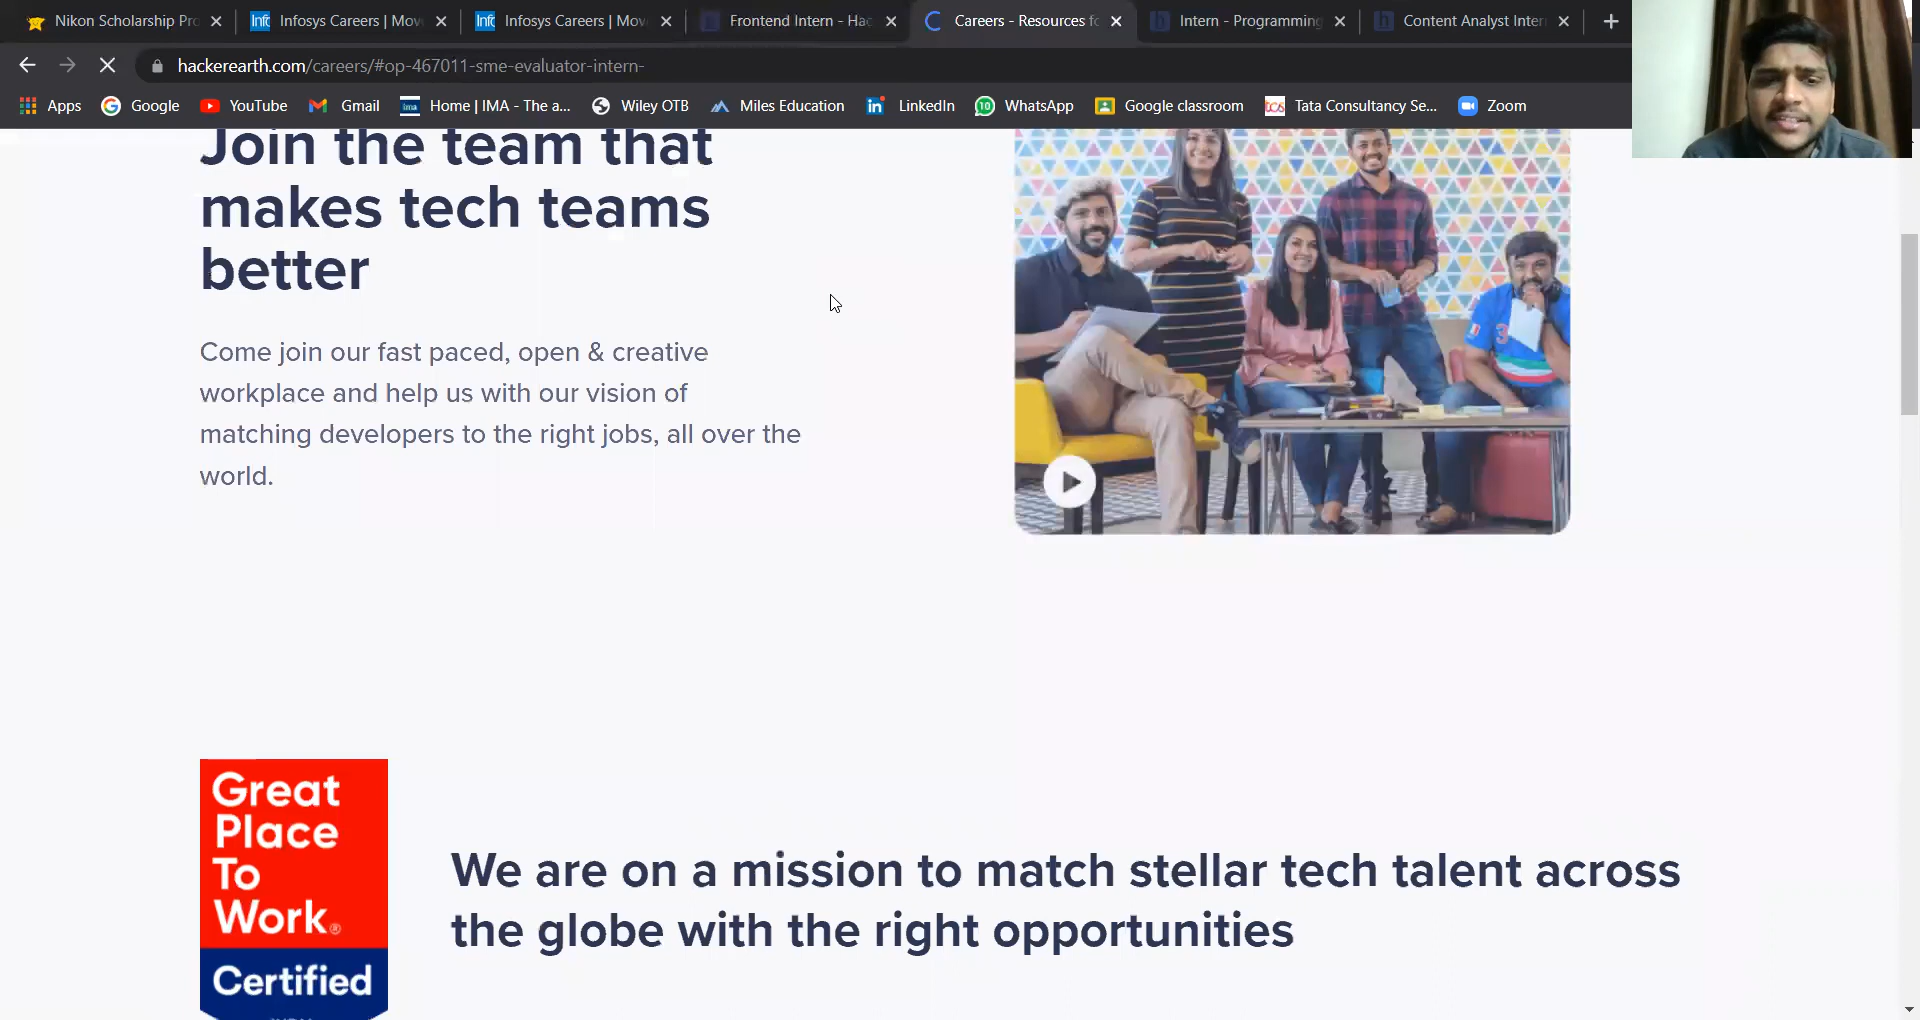 Nikon Scholarship Pr
Infosys Careers | Mov
Infosys Careers | Mov
Frontend Intern - Hac
Careers - Resources f
Intern - Programming
Content Analyst Inter
hackerearth.com/careers/#op-467011-sme-evaluator-intern-
Apps
Google
YouTube
Gmail
ima
Home | IMA - The a...
Wiley OTB
Miles Education
in
LinkedIn
10
WhatsApp
Google classroom
Tata Consultancy Se...
Zoom
Join the team that
makes tech teams
better
Come join our fast paced, open & creative
workplace and help us with our vision of
matching developers to the right jobs, all over the
world.
Great
Place
To
Work®
Certified
We are on a mission to match stellar tech talent across
the globe with the right opportunities